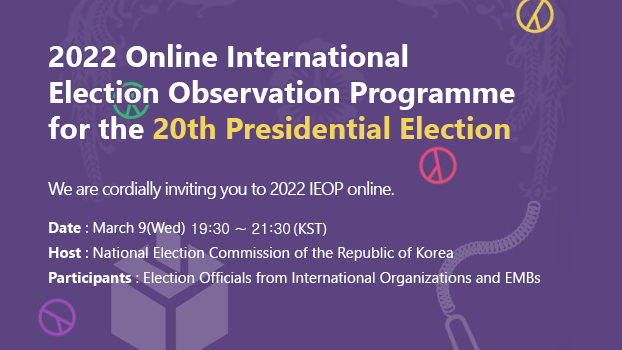 2022 Online International
Election Observation Programme
for the 20th Presidential Election
We are cordially inviting you to 2022 IEOP online.
Date : March 9(Wed) 19:30 ~ 21:30 (KST)
Host : National Election Commission of the Republic of Korea
Participants : Election Officials from International Organizations and EMBs